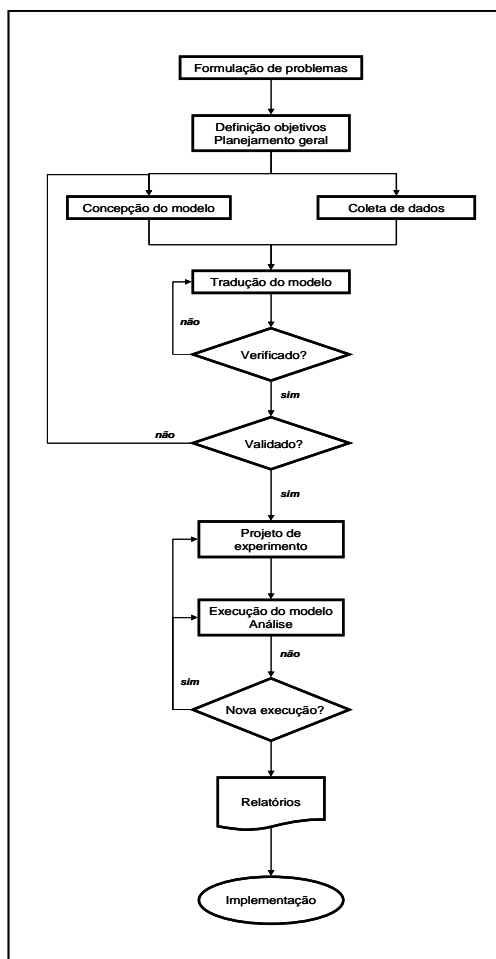 Formulação de problemas
Definição objetivos
Planejamento geral
Concepção do modelo
Coleta de dados
Tradução do modelo
não
Verificado?
sim
não
Validado?
sim
Projeto de
experimento
Execução do modelo
Análise
não
sim
Nova execução?
Relatórios
Implementação